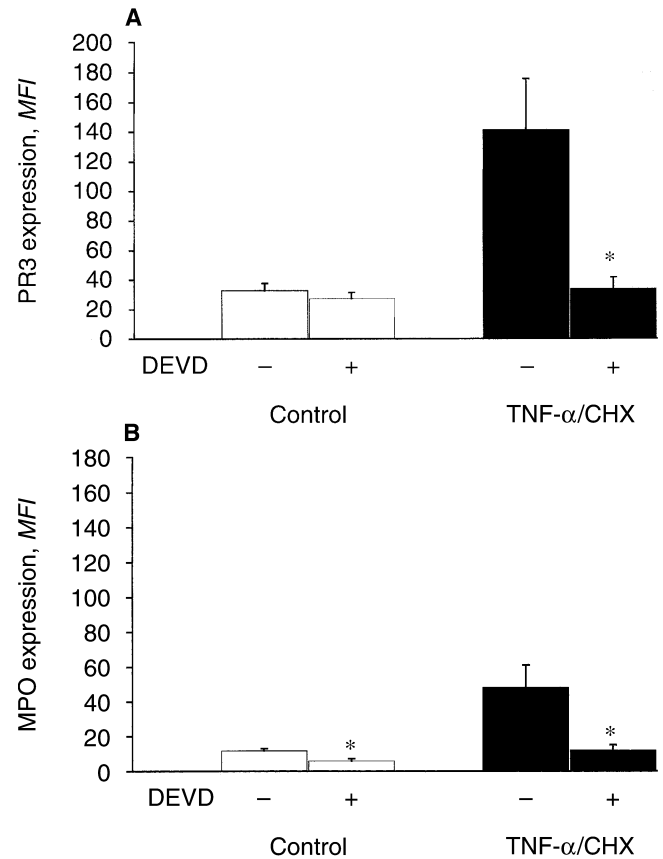 A
PR3 expression, MFI
200
180
160
140
120
100
80
60
40
20
0
*
DEVD − + − +
Control TNF-α/CHX
B
MPO expression, MFI
180
160
140
120
100
80
60
40
20
0
* *
DEVD − + − +
Control TNF-α/CHX